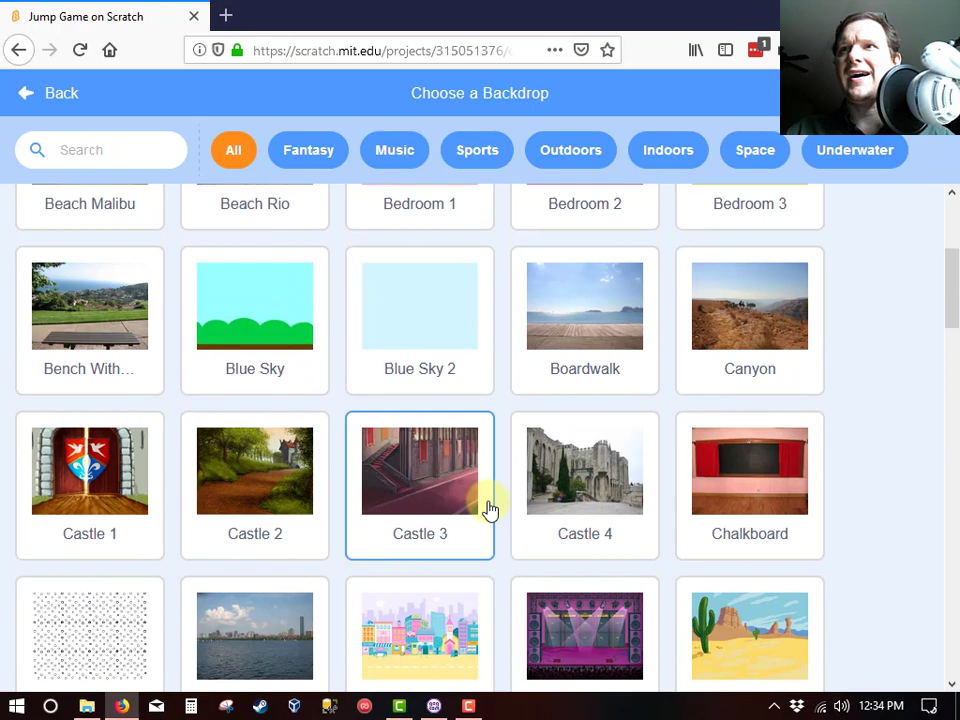 Jump Game on Scratch
https://scratch.mit.edu/projects/315051376/
1
Back
Choose a Backdrop
Search
All
Fantasy
Music
Sports
Outdoors
Indoors
Space
Underwater
Beach Malibu
Beach Rio
Bedroom 1
Bedroom 2
Bedroom 3
Bench With...
Blue Sky
Blue Sky 2
Boardwalk
Canyon
Castle 1
Castle 2
Castle 3
Castle 4
Chalkboard
12:34 PM